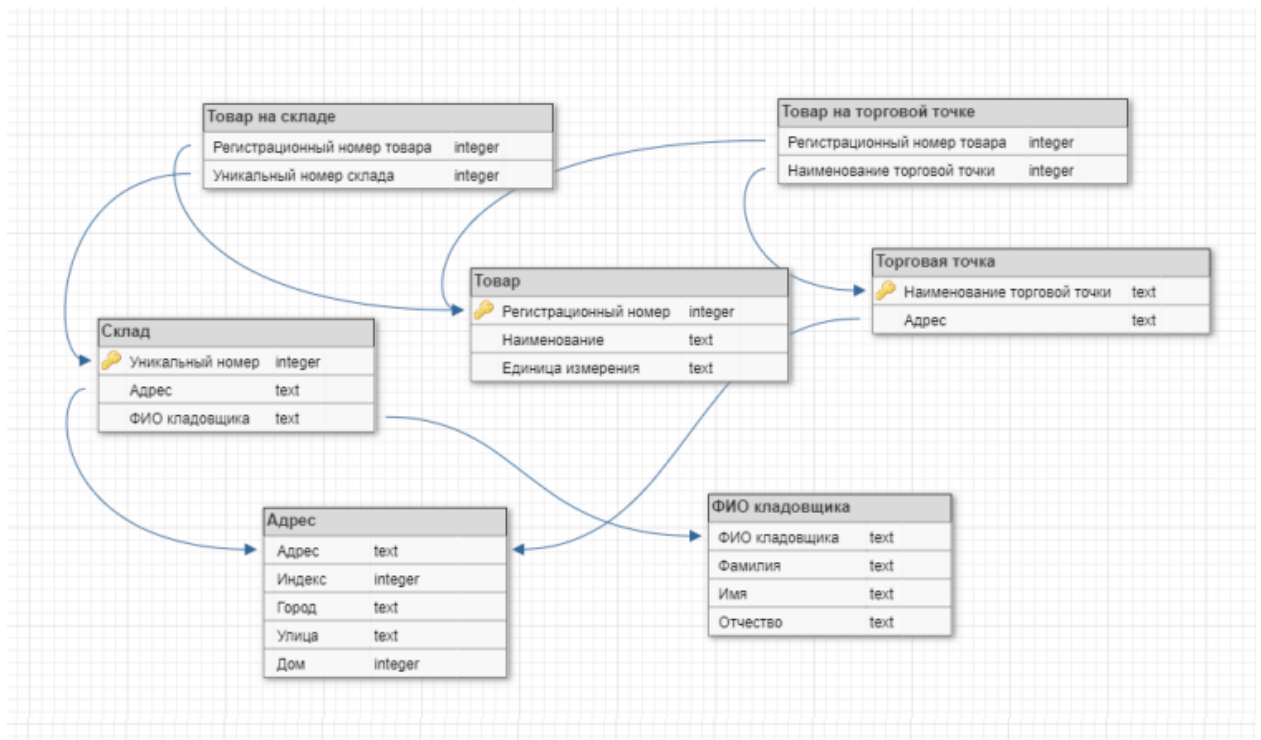 Товар на складе
Регистрационный номер товара integer
Уникальный номер склада integer
Товар на торговой точке
Регистрационный номер товара integer
Наименование торговой точки integer
Торговая точка
Наименование торговой точки text
Адрес text
Товар
Регистрационный номер integer
Наименование text
Единица измерения text
Склад
Уникальный номер integer
Адрес text
ФИО кладовщика text
Адрес
Адрес text
Индекс integer
Город text
Улица text
Дом integer
ФИО кладовщика
ФИО кладовщика text
Фамилия text
Имя text
Отчество text